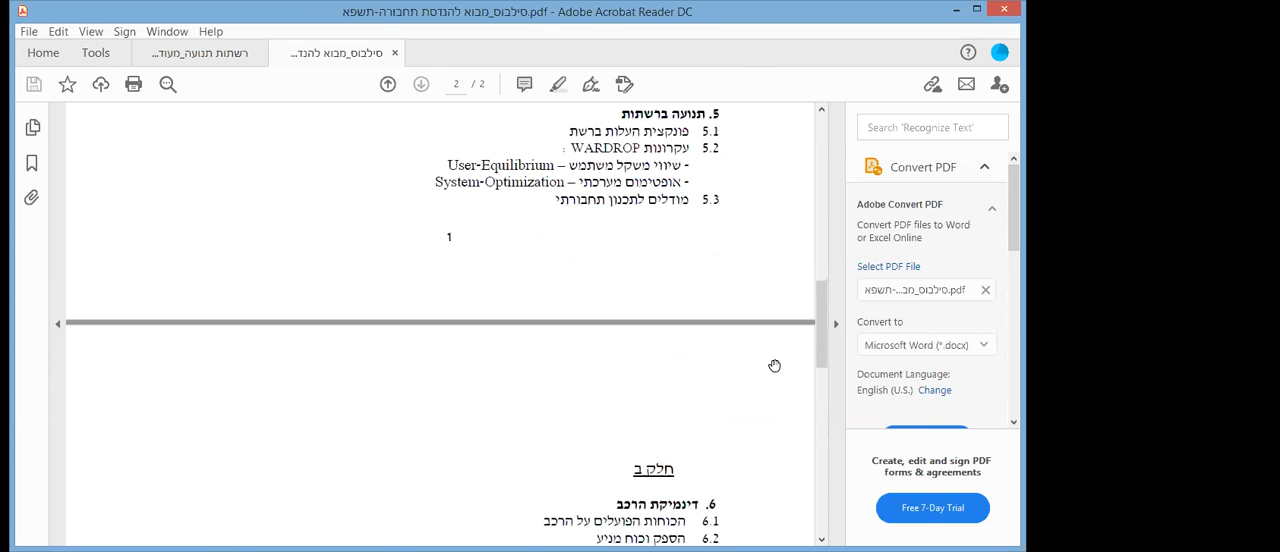 סילבוס_מבוא להנדסת תחבורה-תשפא.pdf - Adobe Acrobat Reader DC
File Edit View Sign Window Help
Home Tools רשתות תנועה_מעוד... סילבוס_מבוא להנד...
2 / 2
5. תנועה ברשתות
5.1 פונקצית העלות ברשת
5.2 עקרונות WARDROP :
- שיווי משקל משתמש – User-Equilibrium
- אופטימום מערכתי – System-Optimization
5.3 מודלים לתכנון תחבורתי
1
חלק ב
6. דינמיקת הרכב
6.1 הכוחות הפועלים על הרכב
6.2 הספק וכוח מניע
Search 'Recognize Text'
Convert PDF
Adobe Convert PDF
Convert PDF files to Word
or Excel Online
Select PDF File
סילבוס_מב...-תשפא.pdf
Convert to
Microsoft Word (*.docx)
Document Language:
English (U.S.) Change
Create, edit and sign PDF
forms & agreements
Free 7-Day Trial